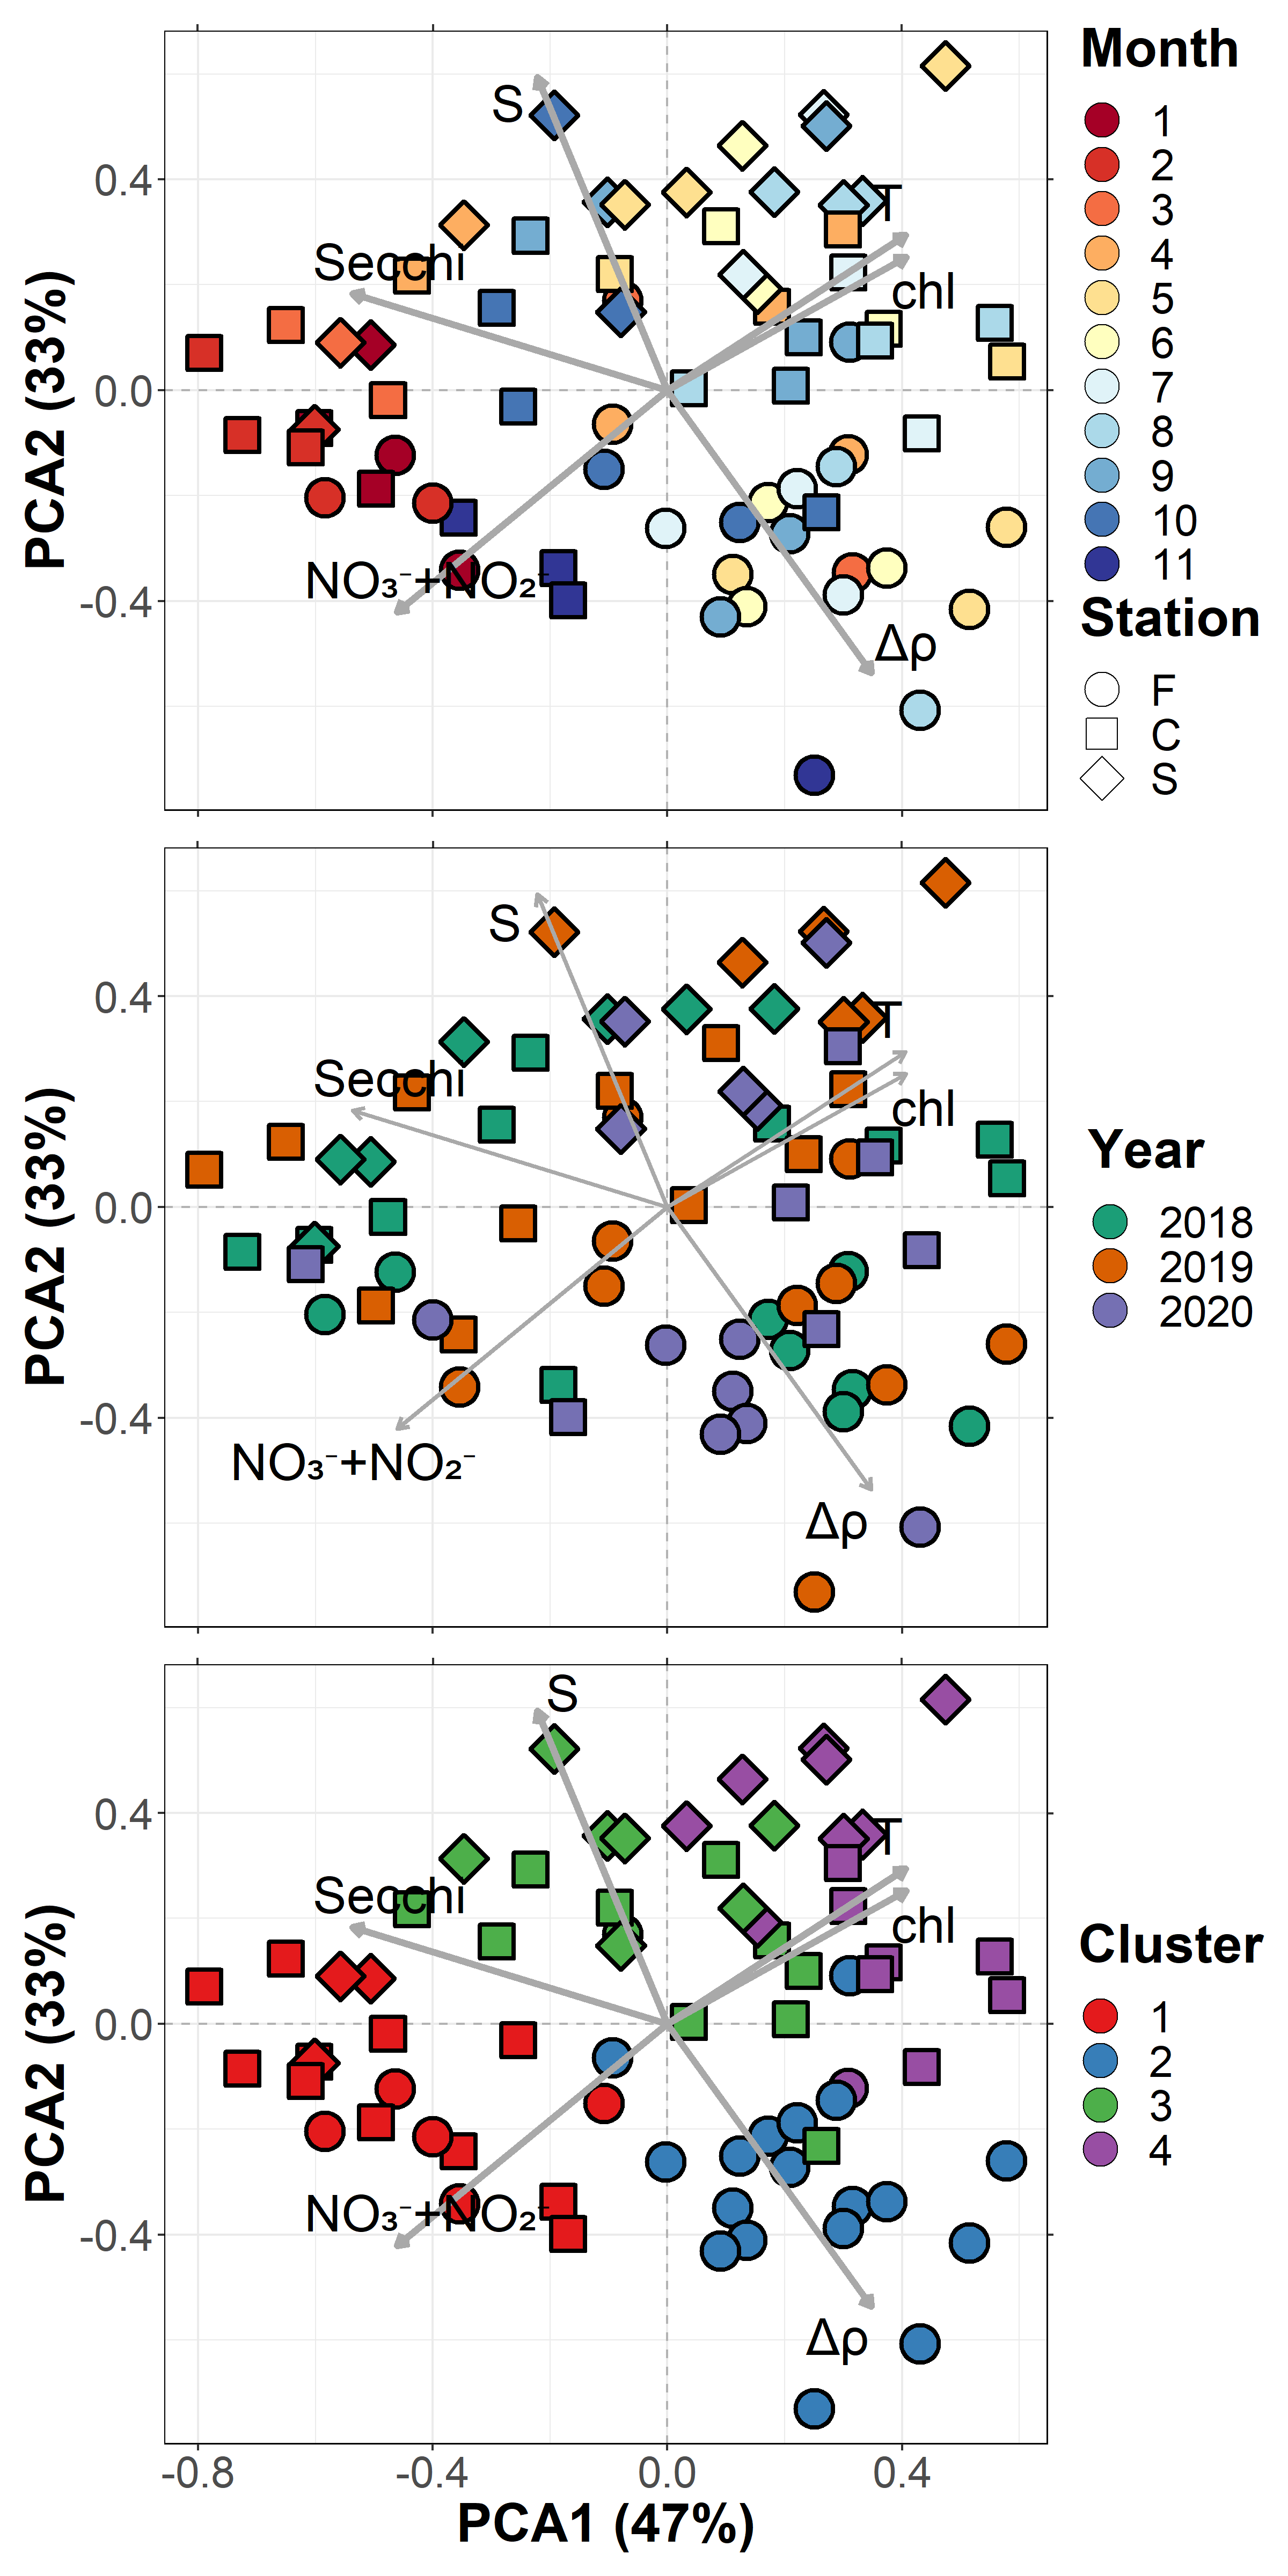 Month
1
2
3
4
5
6
7
8
9
10
11
Station
F
C
S
PCA2 (33%)
0.4
0.0
-0.4
S
Secchi
T
chl
NO₃⁻+NO₂⁻
Δρ
PCA2 (33%)
0.4
0.0
-0.4
S
Secchi
T
chl
NO₃⁻+NO₂⁻
Δρ
Year
2018
2019
2020
PCA2 (33%)
0.4
0.0
-0.4
S
Secchi
T
chl
NO₃⁻+NO₂⁻
Δρ
Cluster
1
2
3
4
-0.8
-0.4
0.0
0.4
PCA1 (47%)